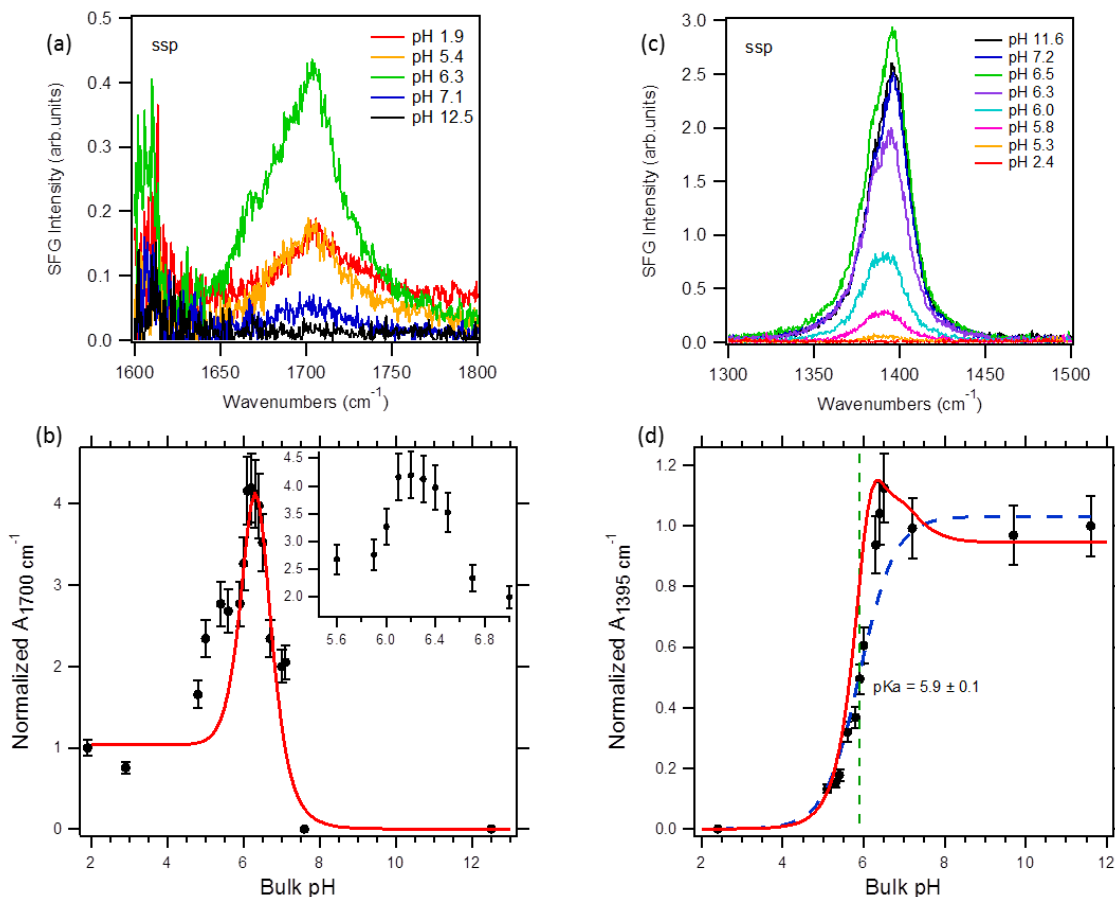 (a)
ssp
pH 1.9
pH 5.4
pH 6.3
pH 7.1
pH 12.5
SFG Intensity (arb.units)
0.5
0.4
0.3
0.2
0.1
0.0
1600 1650 1700 1750 1800
Wavenumbers (cm⁻¹)
(c)
ssp
pH 11.6
pH 7.2
pH 6.5
pH 6.3
pH 6.0
pH 5.8
pH 5.3
pH 2.4
SFG Intensity (arb.units)
3.0
2.5
2.0
1.5
1.0
0.5
0.0
1300 1350 1400 1450 1500
Wavenumbers (cm⁻¹)
(b)
Normalized A1700 cm⁻¹
4
3
2
1
0
2 4 6 8 10 12
Bulk pH
4.5
4.0
3.5
3.0
2.5
2.0
5.6 6.0 6.4 6.8
(d)
Normalized A1395 cm⁻¹
1.2
1.0
0.8
0.6
0.4
0.2
0.0
pKa = 5.9 ± 0.1
2 4 6 8 10 12
Bulk pH